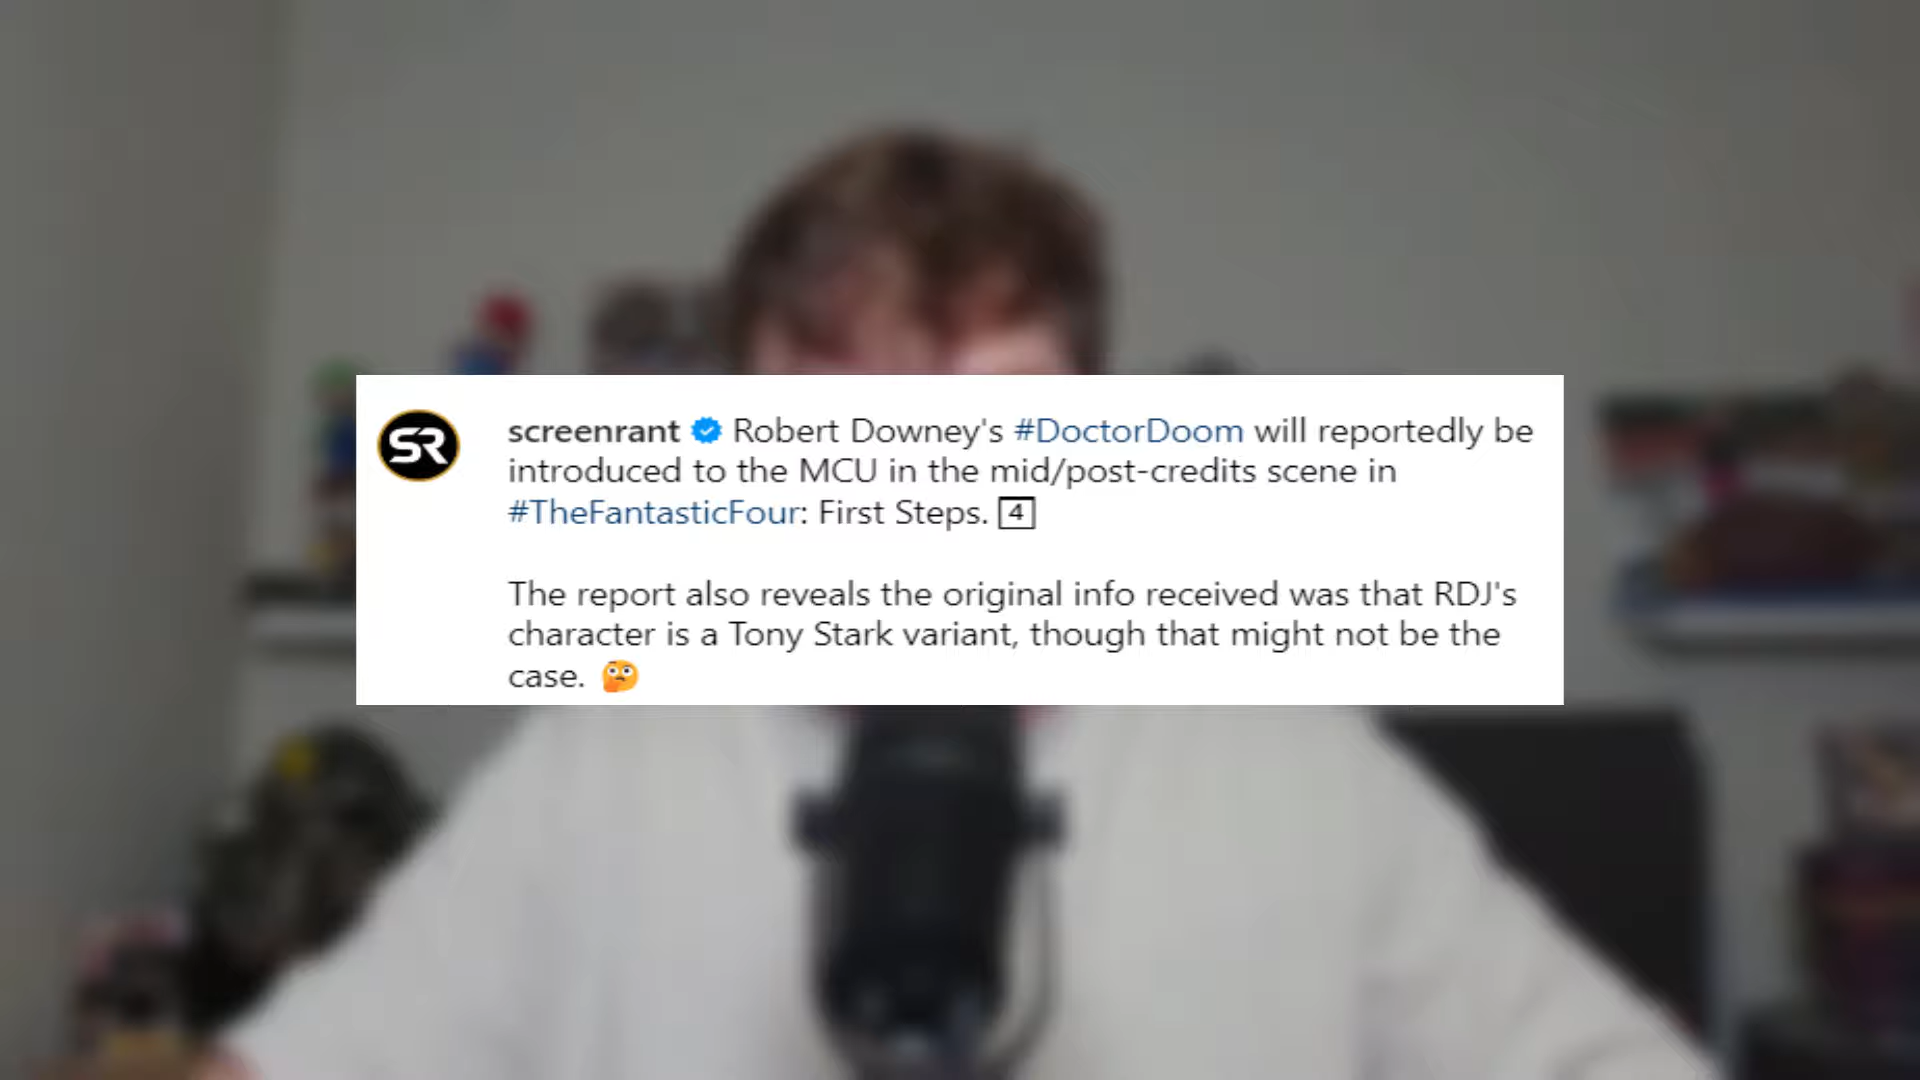 SR
screenrant Robert Downey's #DoctorDoom will reportedly be
introduced to the MCU in the mid/post-credits scene in
#TheFantasticFour: First Steps. 4
The report also reveals the original info received was that RDJ's
character is a Tony Stark variant, though that might not be the
case. 🤔